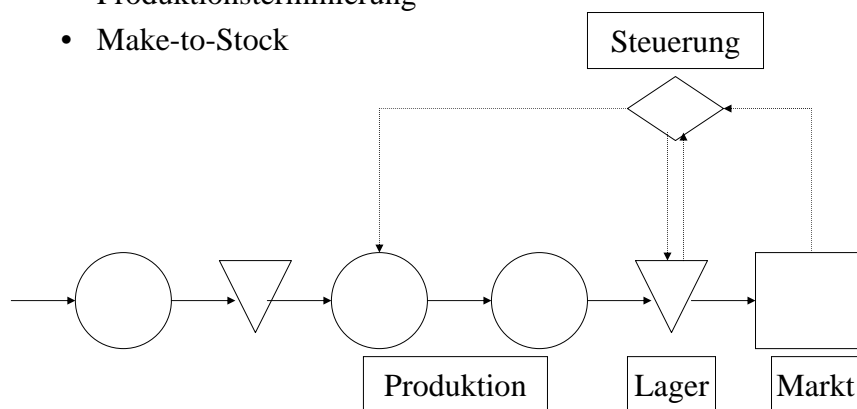 • Make-to-Stock
Steuerung
Produktion
Lager
Markt